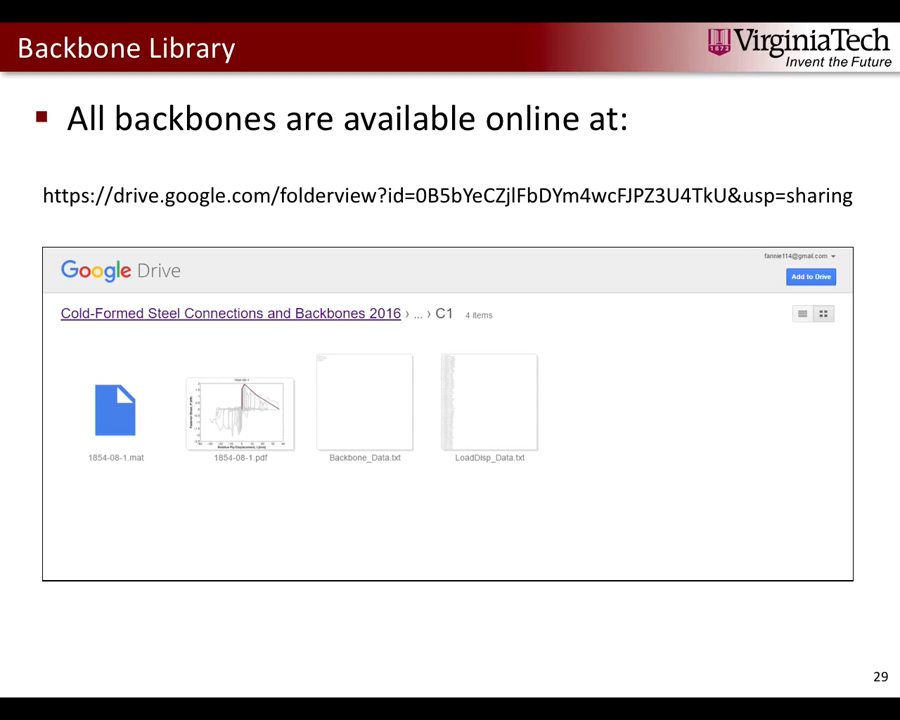 Backbone Library
VirginiaTech
1872
Invent the Future
▪ All backbones are available online at:
https://drive.google.com/folderview?id=0B5bYeCZjlFbDYm4wcFJPZ3U4TkU&usp=sharing
fannie114@gmail.com
Google Drive
Add to Drive
Cold-Formed Steel Connections and Backbones 2016 › ... › C1 4 items
1854-08-1.mat
1854-08-1.pdf
Backbone_Data.txt
LoadDisp_Data.txt
29